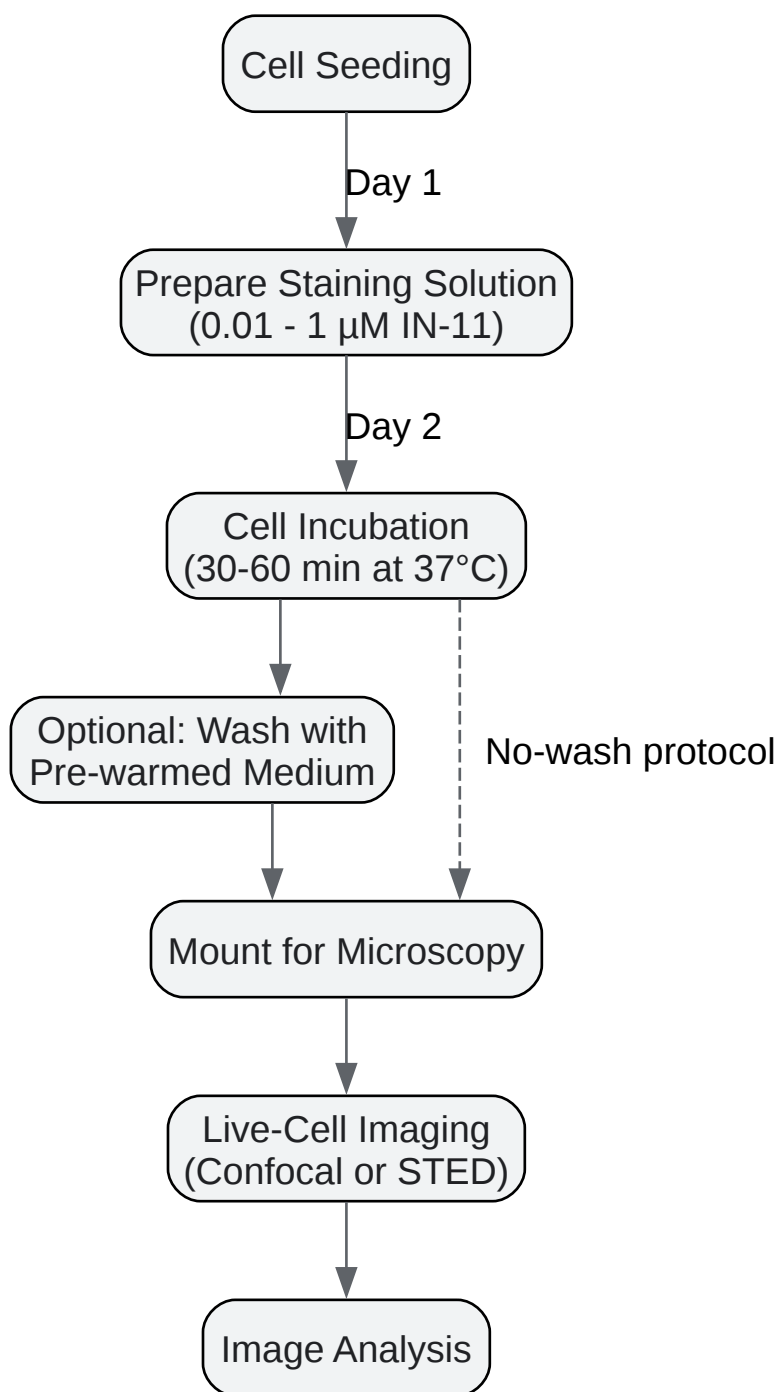 Cell Seeding
Day 1
Prepare Staining Solution
(0.01 - 1 µM IN-11)
Day 2
Cell Incubation
(30-60 min at 37°C)
Optional: Wash with
Pre-warmed Medium
No-wash protocol
Mount for Microscopy
Live-Cell Imaging
(Confocal or STED)
Image Analysis